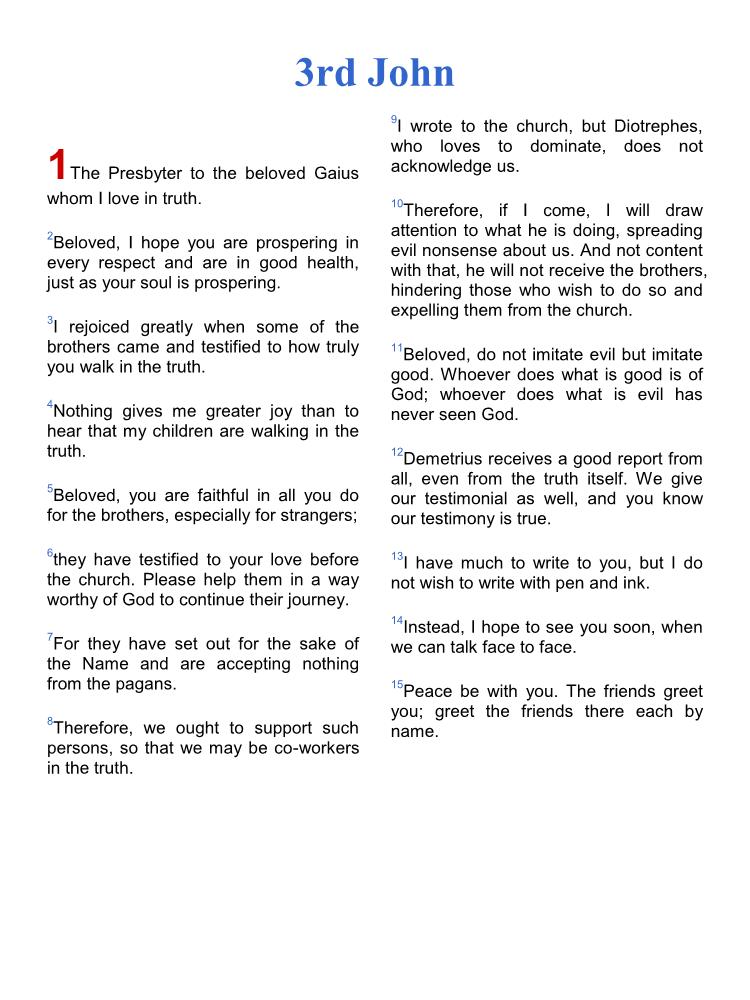 3rd John
1The Presbyter to the beloved Gaius
whom I love in truth.
2Beloved, I hope you are prospering in
every respect and are in good health,
just as your soul is prospering.
3I rejoiced greatly when some of the
brothers came and testified to how truly
you walk in the truth.
4Nothing gives me greater joy than to
hear that my children are walking in the
truth.
5Beloved, you are faithful in all you do
for the brothers, especially for strangers;
6they have testified to your love before
the church. Please help them in a way
worthy of God to continue their journey.
7For they have set out for the sake of
the Name and are accepting nothing
from the pagans.
8Therefore, we ought to support such
persons, so that we may be co-workers
in the truth.
9I wrote to the church, but Diotrephes,
who loves to dominate, does not
acknowledge us.
10Therefore, if I come, I will draw
attention to what he is doing, spreading
evil nonsense about us. And not content
with that, he will not receive the brothers,
hindering those who wish to do so and
expelling them from the church.
11Beloved, do not imitate evil but imitate
good. Whoever does what is good is of
God; whoever does what is evil has
never seen God.
12Demetrius receives a good report from
all, even from the truth itself. We give
our testimonial as well, and you know
our testimony is true.
13I have much to write to you, but I do
not wish to write with pen and ink.
14Instead, I hope to see you soon, when
we can talk face to face.
15Peace be with you. The friends greet
you; greet the friends there each by
name.